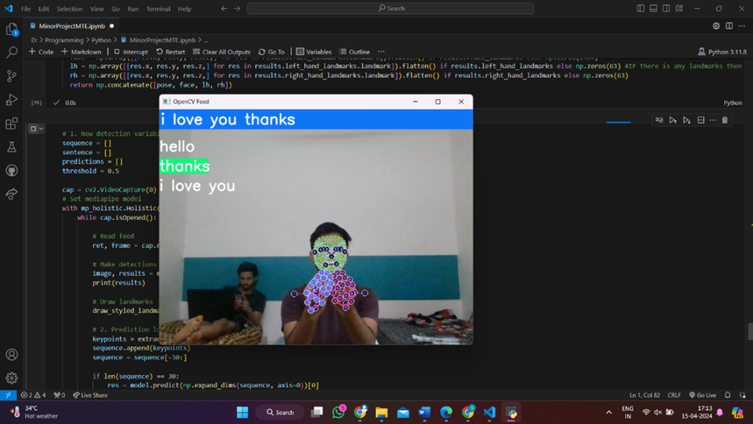 File Edit Selection View Go Run Terminal Help
Search
MinorProjectMTE.ipynb
D: > Programming > Python > MinorProjectMTE.ipynb > ...
+ Code + Markdown Interrupt Restart Clear All Outputs Go To Variables Outline ... Python 3.11.8
lh = np.array([[res.x, res.y, res.z,] for res in results.left_hand_landmarks.landmark]).flatten() if results.left_hand_landmarks else np.zeros(63) #IF there is any landmarks then
rh = np.array([[res.x, res.y, res.z,] for res in results.right_hand_landmarks.landmark]).flatten() if results.right_hand_landmarks else np.zeros(63)
return np.concatenate([pose, face, lh, rh])
0.0s Python
OpenCV Feed
i love you thanks
hello
thanks
i love you
# 1. New detection variab
sequence = []
sentence = []
predictions = []
threshold = 0.5
cap = cv2.VideoCapture(0)
# Set mediapipe model
with mp_holistic.Holistic(
while cap.isOpened():
# Read feed
ret, frame = cap.r
# Make detections
image, results = m
print(results)
# Draw landmarks
draw_styled_landma
# 2. Prediction lo
keypoints = extrac
sequence.append(keypoints)
sequence = sequence[-30:]
if len(sequence) == 30:
res = model.predict(np.expand_dims(sequence, axis=0))[0]
2 4 0 Live Share Ln 1, Col 82 CRLF Go Live
34°C
Hot weather
Search
ENG
IN
17:13
15-04-2024